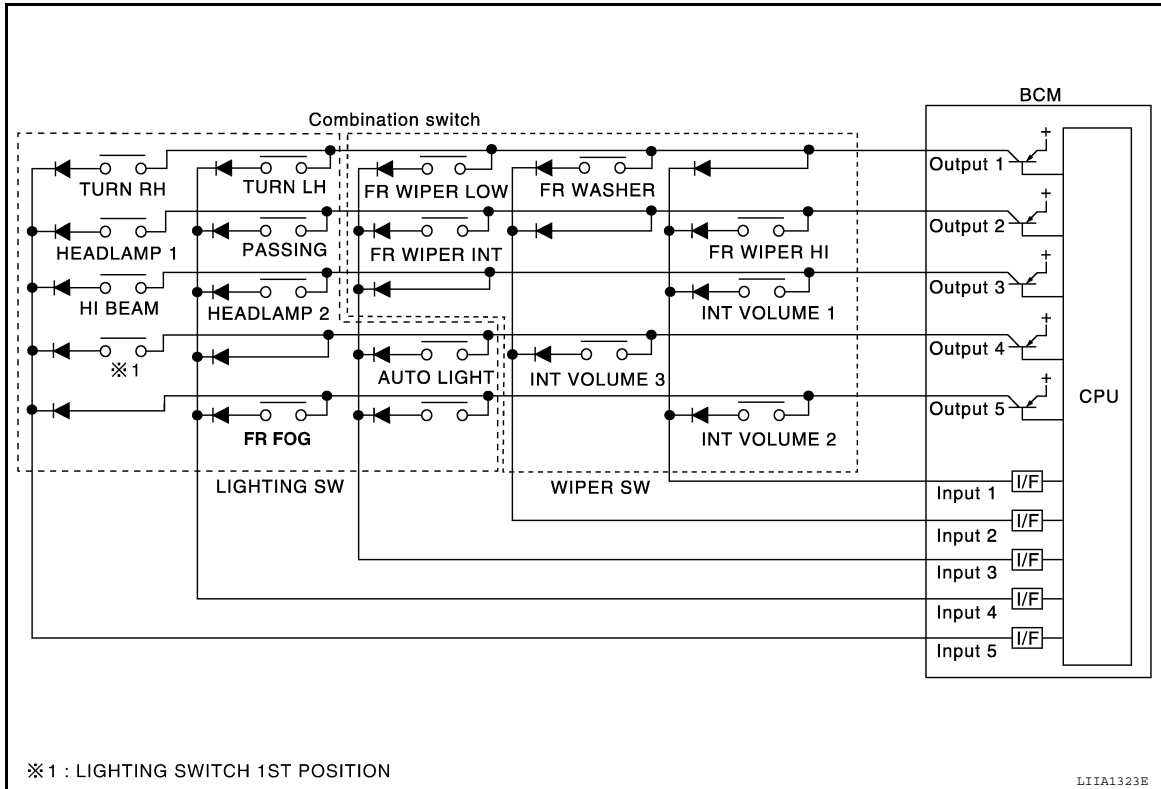 BCM
Combination switch
Output 1
TURN RH
TURN LH
FR WIPER LOW
FR WASHER
Output 2
HEADLAMP 1
PASSING
FR WIPER INT
FR WIPER HI
Output 3
HI BEAM
HEADLAMP 2
INT VOLUME 1
Output 4
※1
AUTO LIGHT
INT VOLUME 3
CPU
Output 5
FR FOG
INT VOLUME 2
LIGHTING SW
WIPER SW
Input 1
I/F
Input 2
I/F
Input 3
I/F
Input 4
I/F
Input 5
I/F
+
+
+
+
+
※1 : LIGHTING SWITCH 1ST POSITION
LIIA1323E